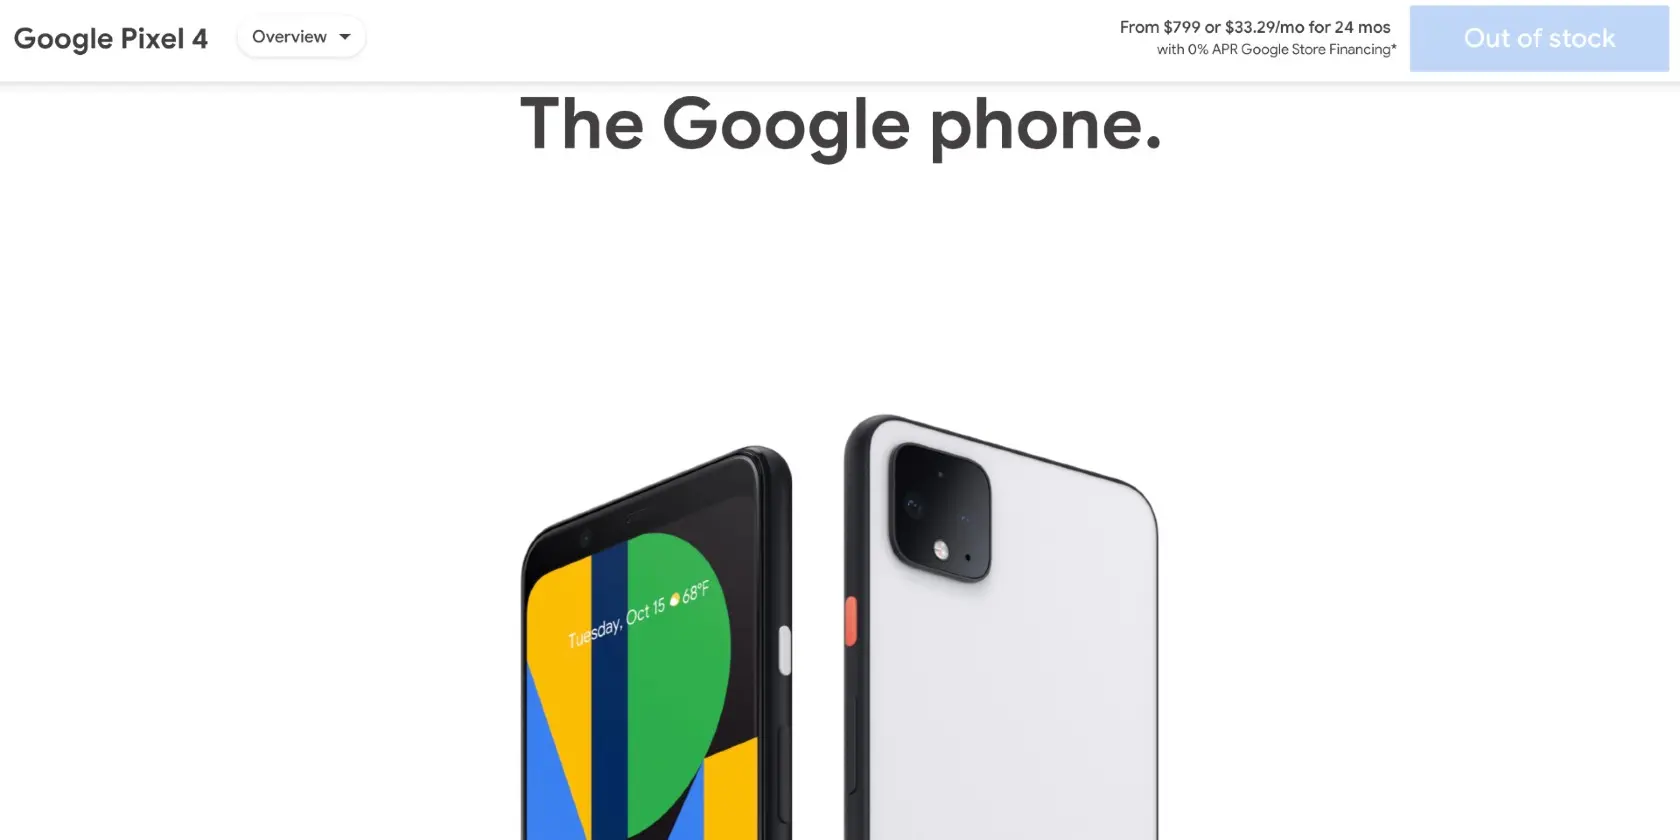 Google Pixel 4
Overview
From $799 or $33.29/mo for 24 mos
with 0% APR Google Store Financing*
Out of stock
The Google phone.
Tuesday, Oct 15 68°F